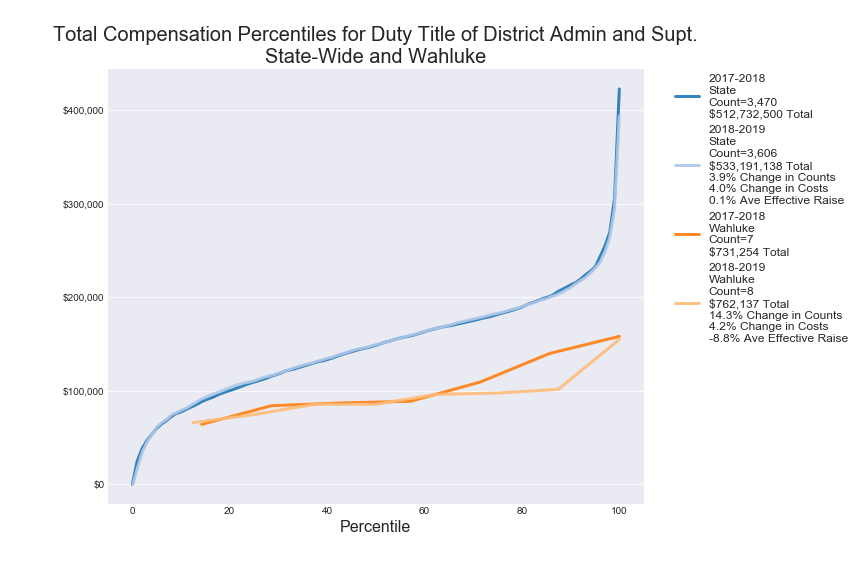 Total Compensation Percentiles for Duty Title of District Admin and Supt.
State-Wide and Wahluke
$400,000
$300,000
$200,000
$100,000
$0
0
20
40
60
80
100
Percentile
2017-2018
State
Count=3,470
$512,732,500 Total
2018-2019
State
Count=3,606
$533,191,138 Total
3.9% Change in Counts
4.0% Change in Costs
0.1% Ave Effective Raise
2017-2018
Wahluke
Count=7
$731,254 Total
2018-2019
Wahluke
Count=8
$762,137 Total
14.3% Change in Counts
4.2% Change in Costs
-8.8% Ave Effective Raise